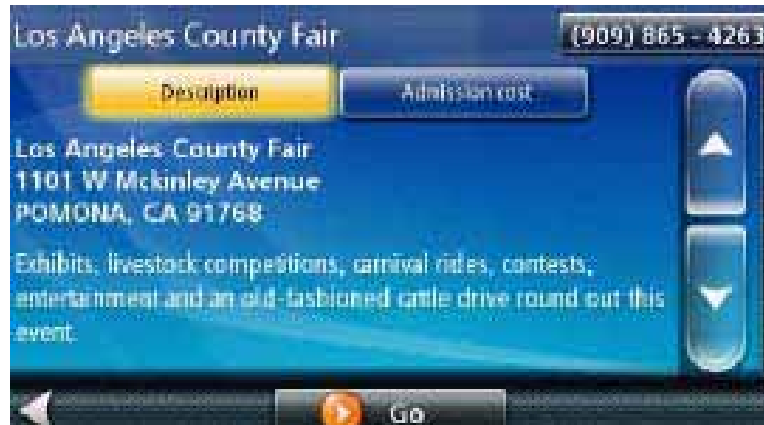 Los Angeles County Fair
(909) 865 - 4263
Description
Admission cost
Los Angeles County Fair
1101 W Mckinley Avenue
POMONA, CA 91768
Exhibits, livestock competitions, carnival rides, contests,
entertainment and an old-fashioned cattle drive round out this
event.
Go